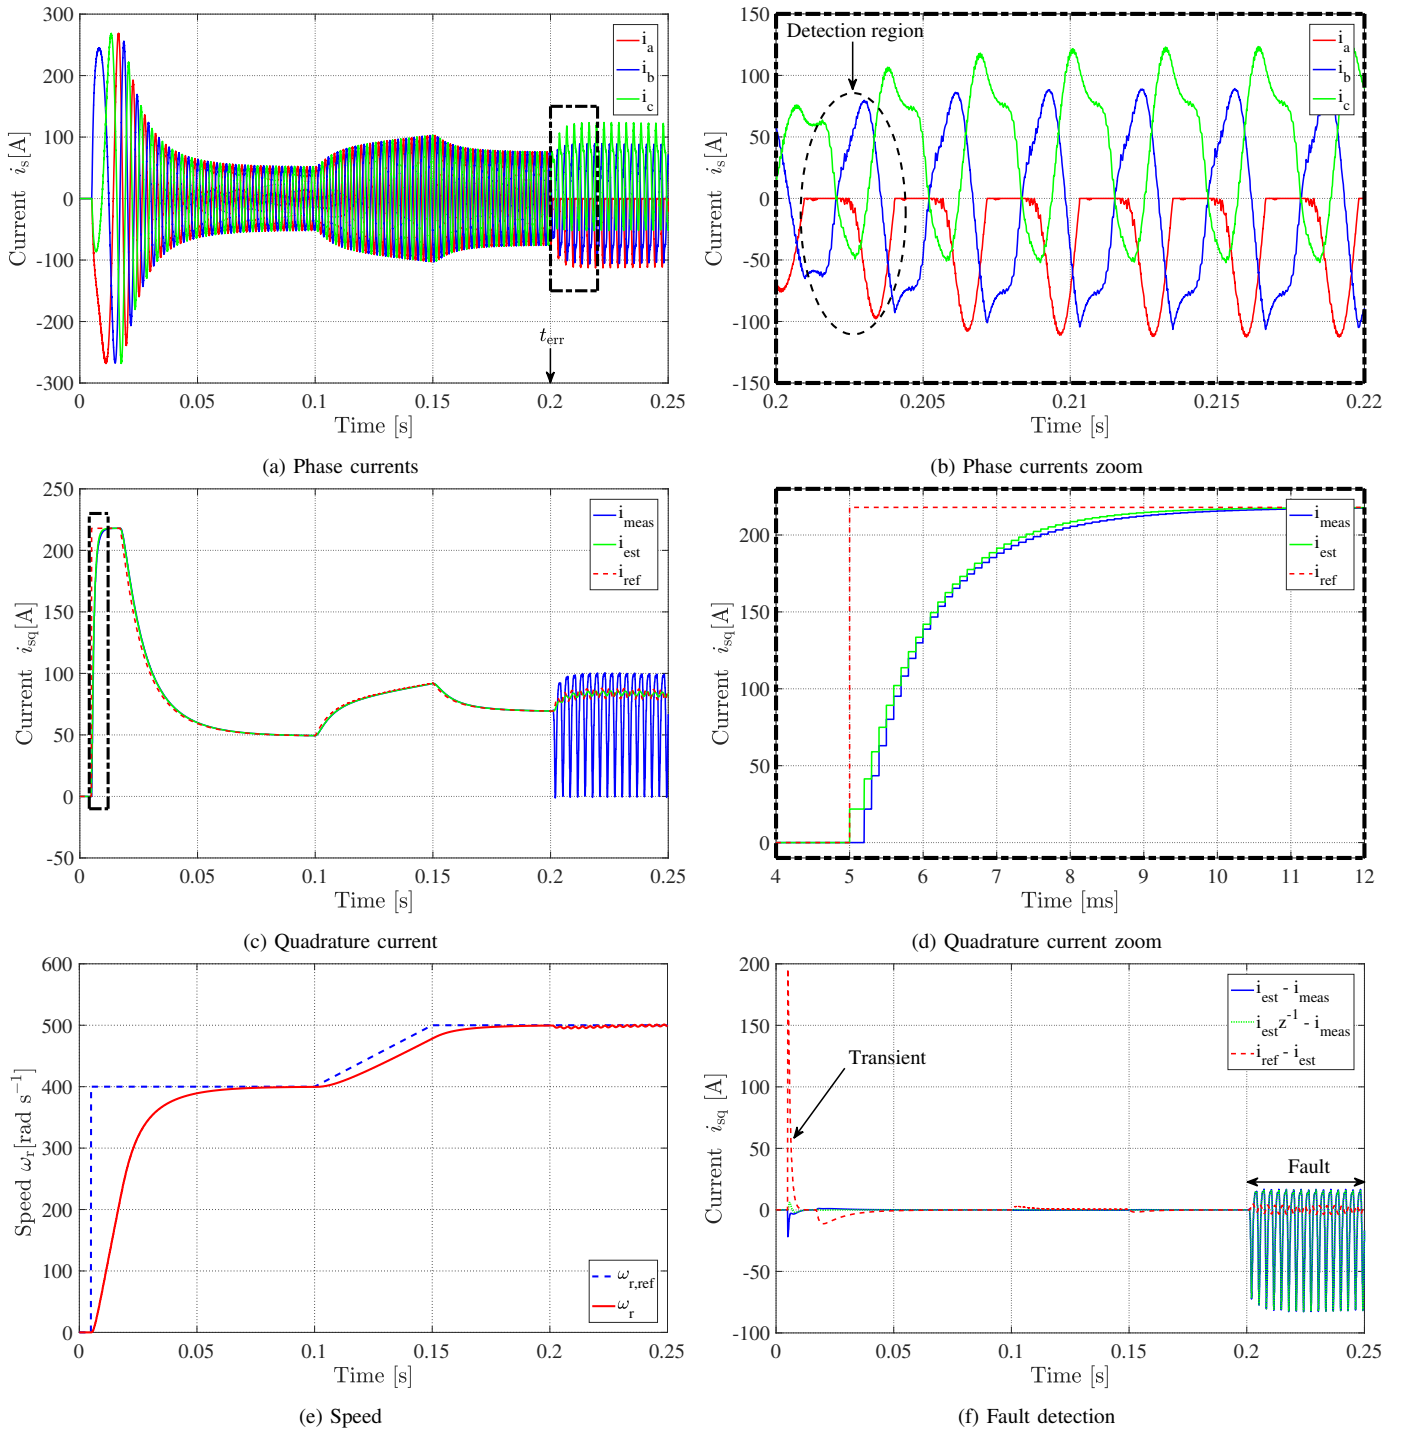 300
200
100
0
-100
-200
-300
Current i_s[A]
i_a
i_b
i_c
t_err
0 0.05 0.1 0.15 0.2 0.25
Time [s]
(a) Phase currents
150
100
50
0
-50
-100
-150
Current i_s[A]
Detection region
i_a
i_b
i_c
0.2 0.205 0.21 0.215 0.22
Time [s]
(b) Phase currents zoom
250
200
150
100
50
0
-50
Current i_sq[A]
i_meas
i_est
i_ref
0 0.05 0.1 0.15 0.2 0.25
Time [s]
(c) Quadrature current
200
150
100
50
0
Current i_sq[A]
i_meas
i_est
i_ref
4 5 6 7 8 9 10 11 12
Time [ms]
(d) Quadrature current zoom
600
500
400
300
200
100
0
Speed ω_r[rad s⁻¹]
ω_r,ref
ω_r
0 0.05 0.1 0.15 0.2 0.25
Time [s]
(e) Speed
200
150
100
50
0
-50
-100
Current i_sq [A]
i_est - i_meas
i_est z⁻¹ - i_meas
i_ref - i_est
Transient
Fault
0 0.05 0.1 0.15 0.2 0.25
Time [s]
(f) Fault detection